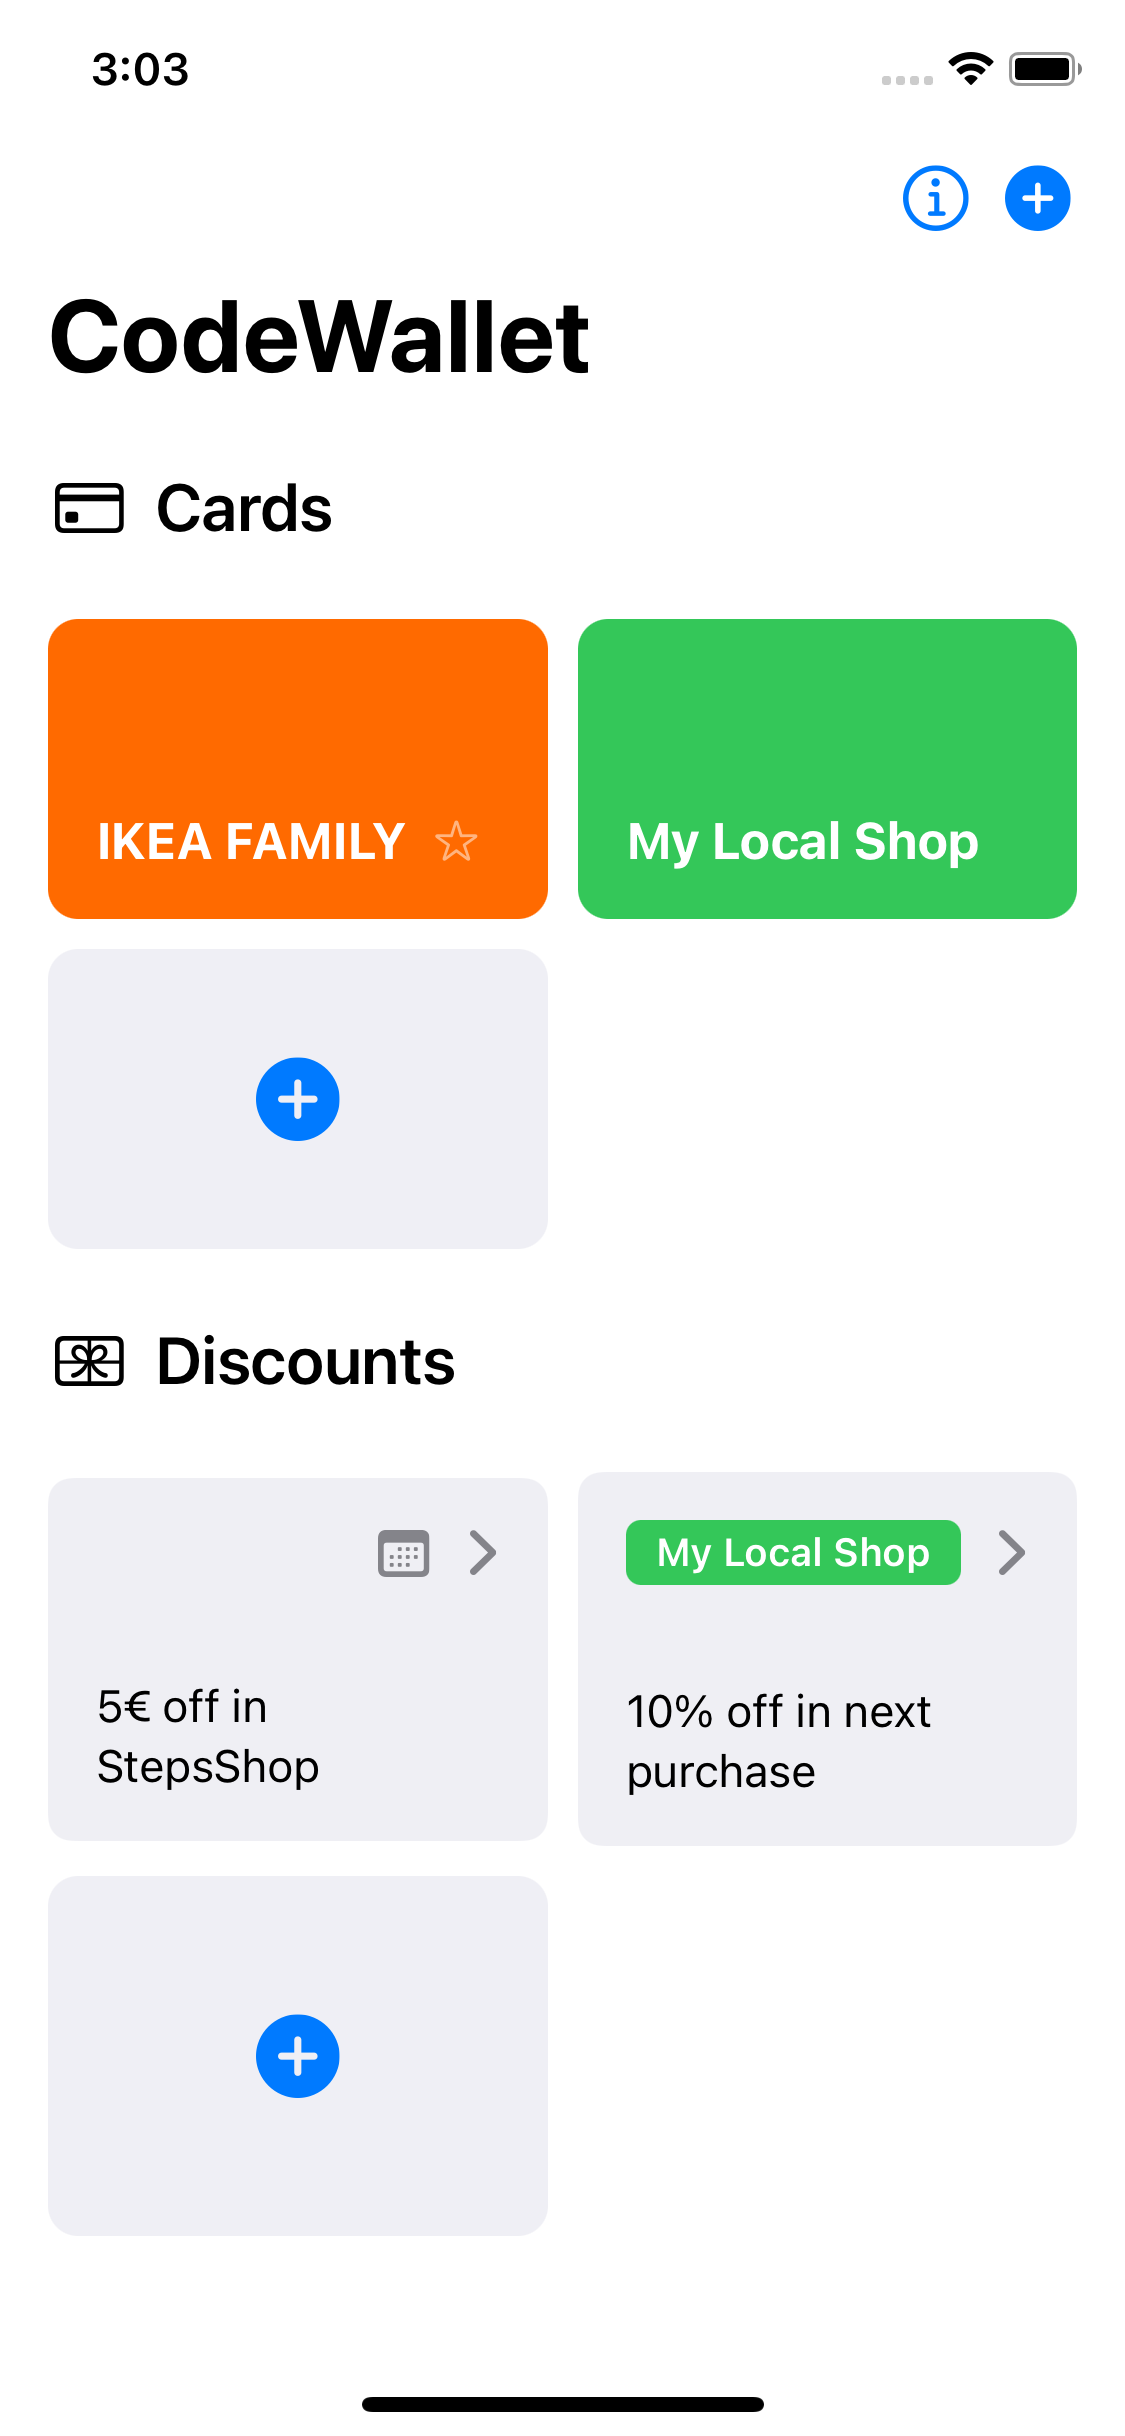 3:03
CodeWallet
Cards
IKEA FAMILY
My Local Shop
Discounts
My Local Shop
5€ off in
StepsShop
10% off in next
purchase